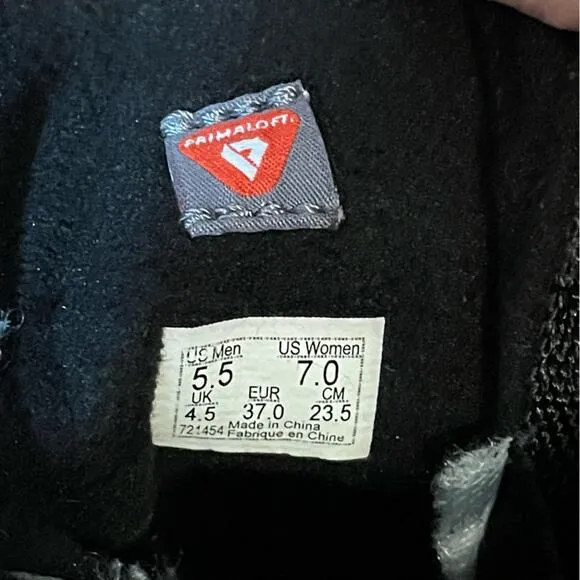 PRIMALOFT
US Men US Women
5.5 7.0
UK EUR CM
4.5 37.0 23.5
721454 Made in China
Fabrique en Chine